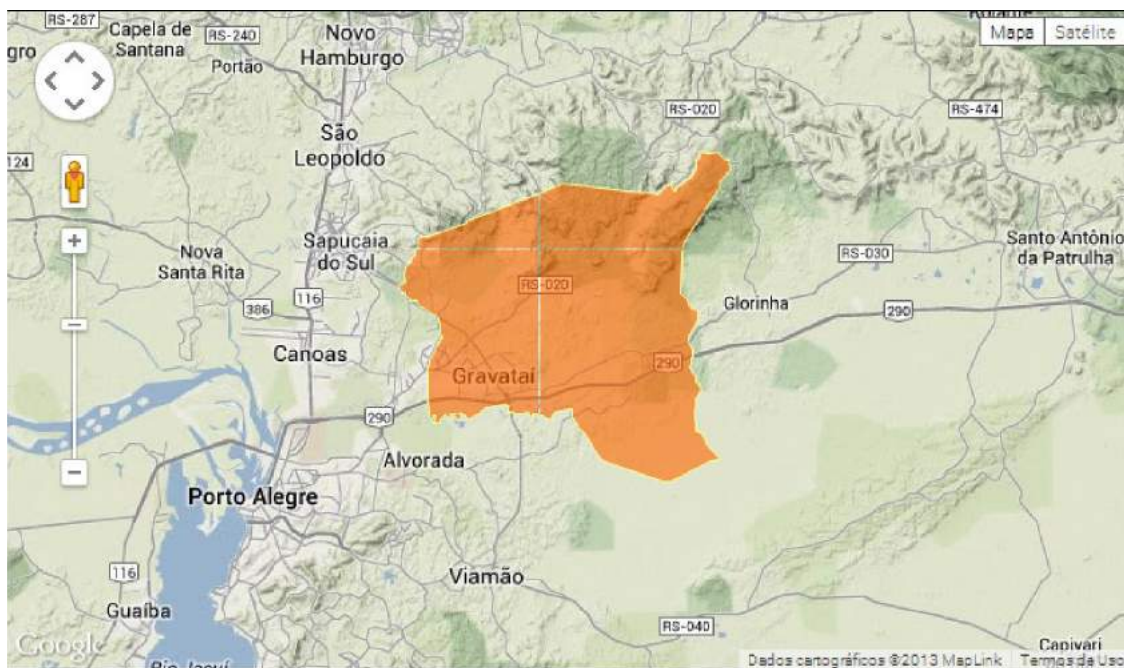 RS-287
Capela de
Santana
RS-240
Novo
Hamburgo
Mapa
Satélite
gro
Portão
RS-020
RS-474
São
Leopoldo
124
Nova
Santa Rita
Sapucaia
do Sul
RS-030
Santo Antônio
da Patrulha
RS-020
116
386
Glorinha
290
Canoas
Gravataí
290
290
Alvorada
Porto Alegre
116
Viamão
Guaíba
RS-040
Google
Capivari
Dados cartográficos ©2013 MapLink
Termos de Uso